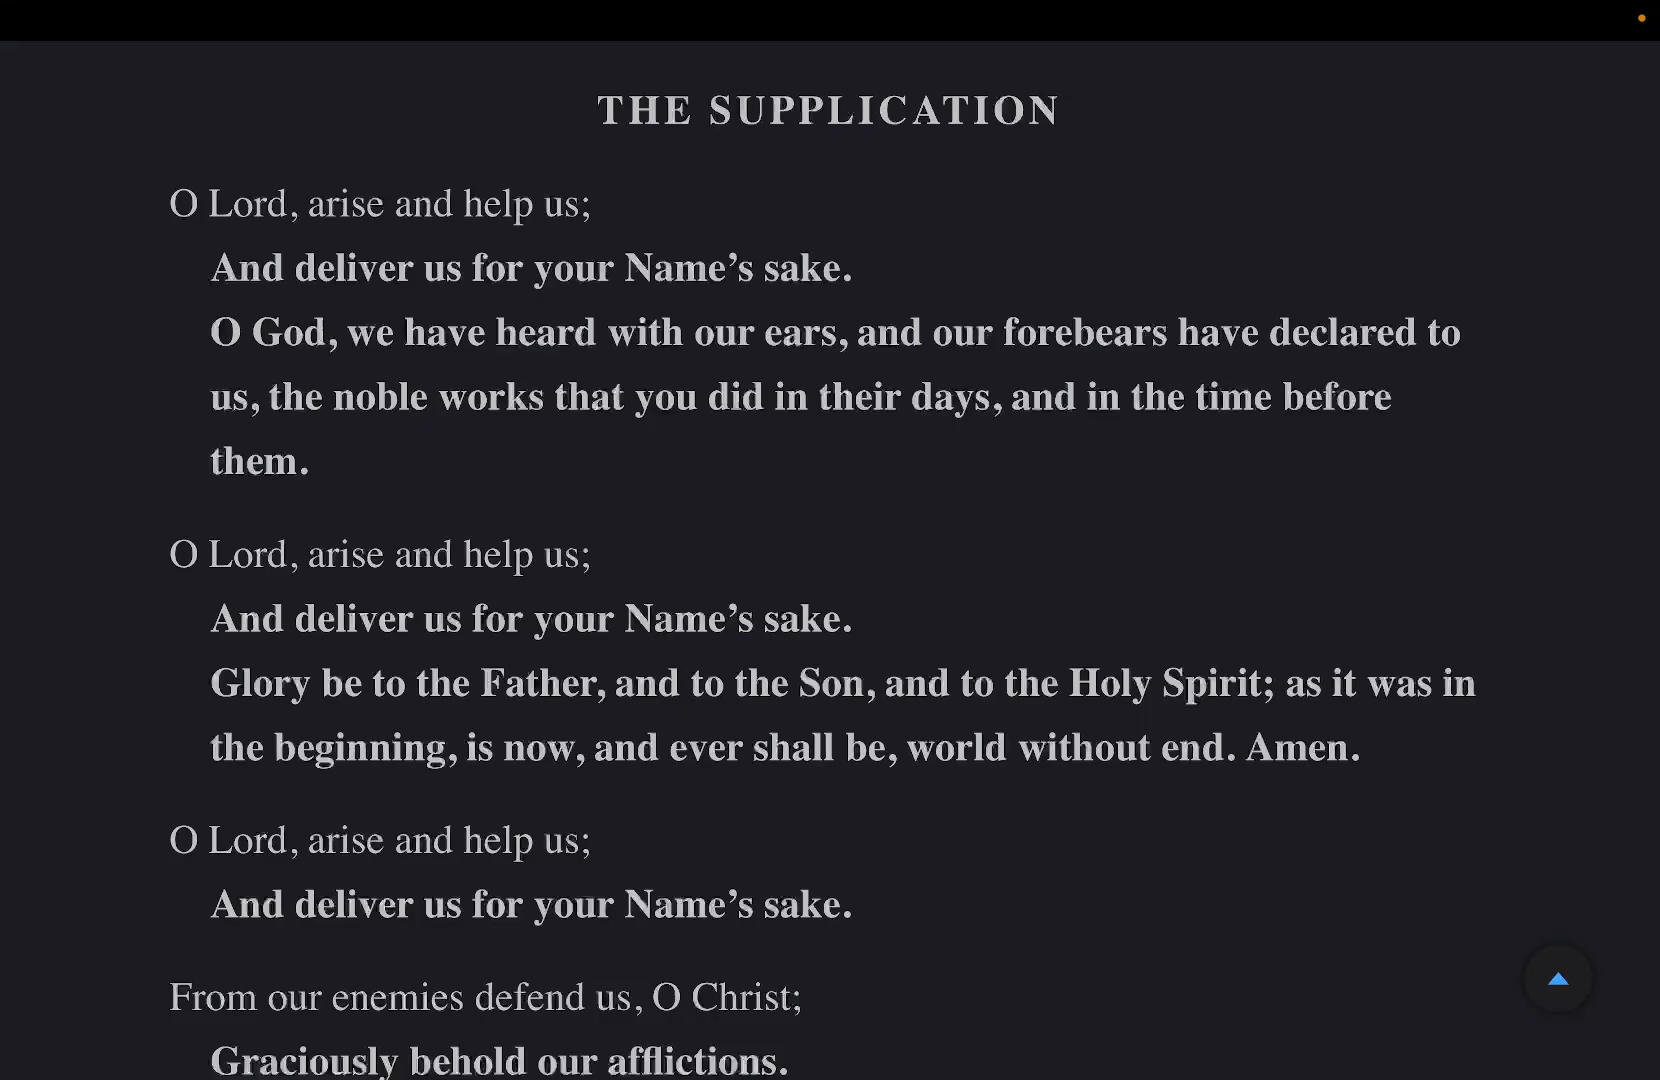 THE SUPPLICATION
O Lord, arise and help us;
And deliver us for your Name’s sake.
O God, we have heard with our ears, and our forebears have declared to
us, the noble works that you did in their days, and in the time before
them.
O Lord, arise and help us;
And deliver us for your Name’s sake.
Glory be to the Father, and to the Son, and to the Holy Spirit; as it was in
the beginning, is now, and ever shall be, world without end. Amen.
O Lord, arise and help us;
And deliver us for your Name’s sake.
From our enemies defend us, O Christ;
Graciously behold our afflictions.